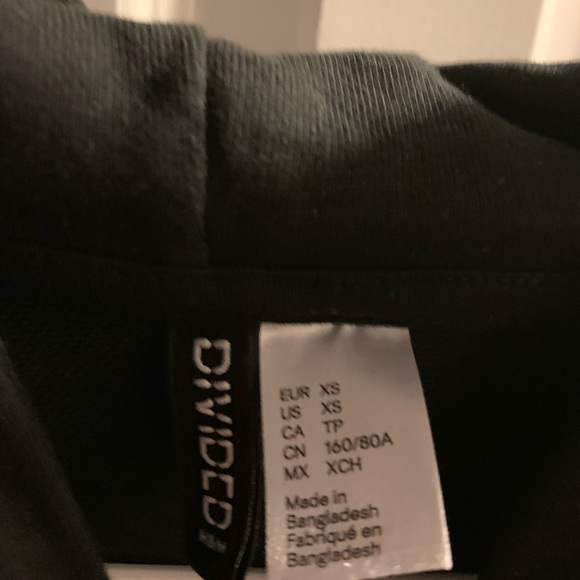 DIVIDED
H&M
EUR XS
US XS
CA TP
CN 160/80A
MX XCH
Made in
Bangladesh
Fabriqué en
Bangladesh